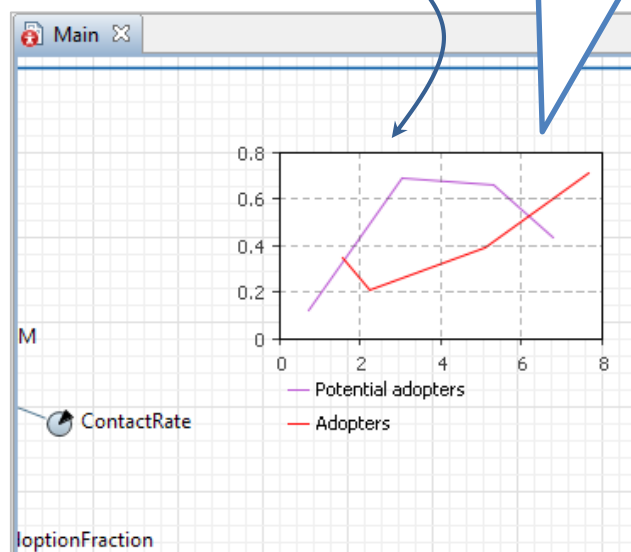 Main
0.8
0.6
0.4
0.2
0
M
0 2 4 6 8
Potential adopters
ContactRate
Adopters
loptionFraction